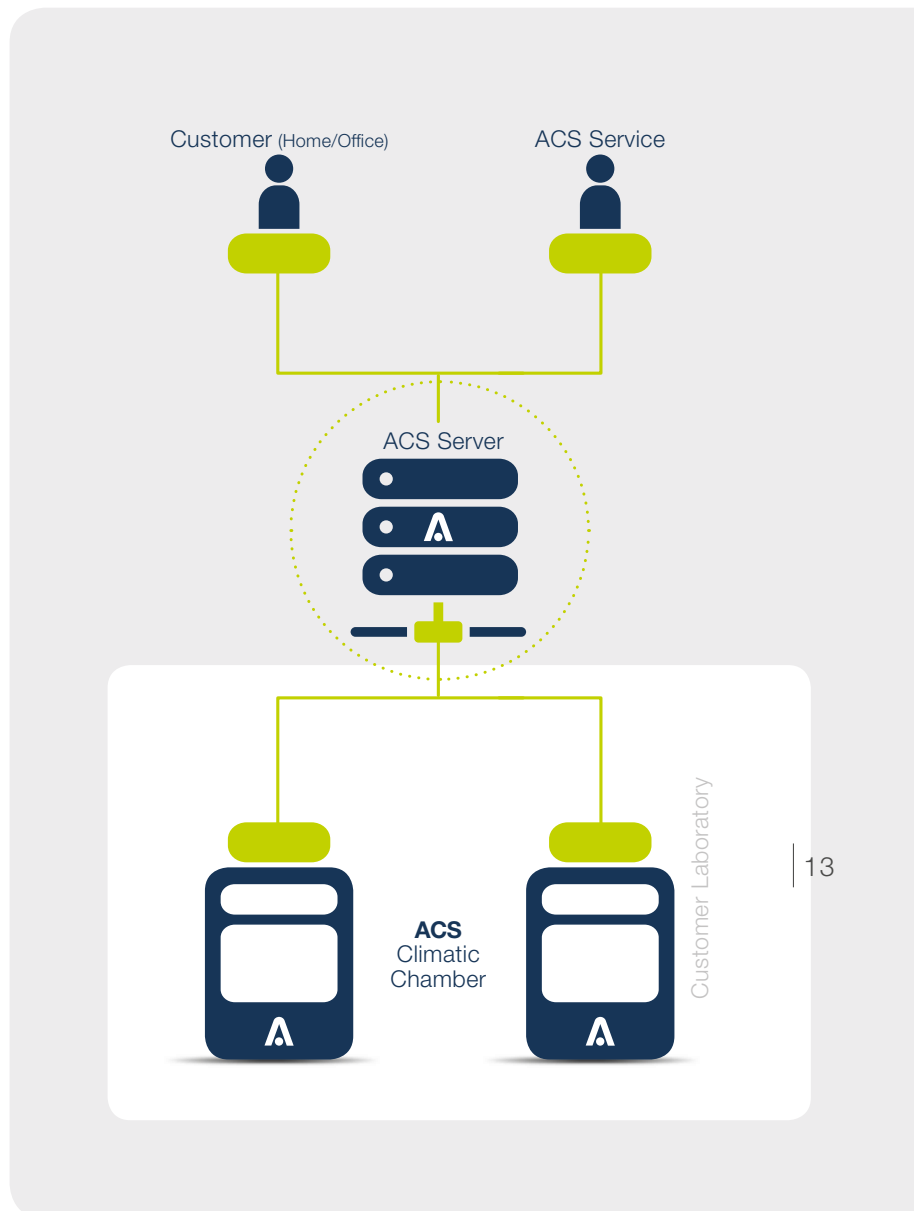 Customer (Home/Office)
ACS Service
ACS Server
ACS
Climatic
Chamber
Customer Laboratory
13